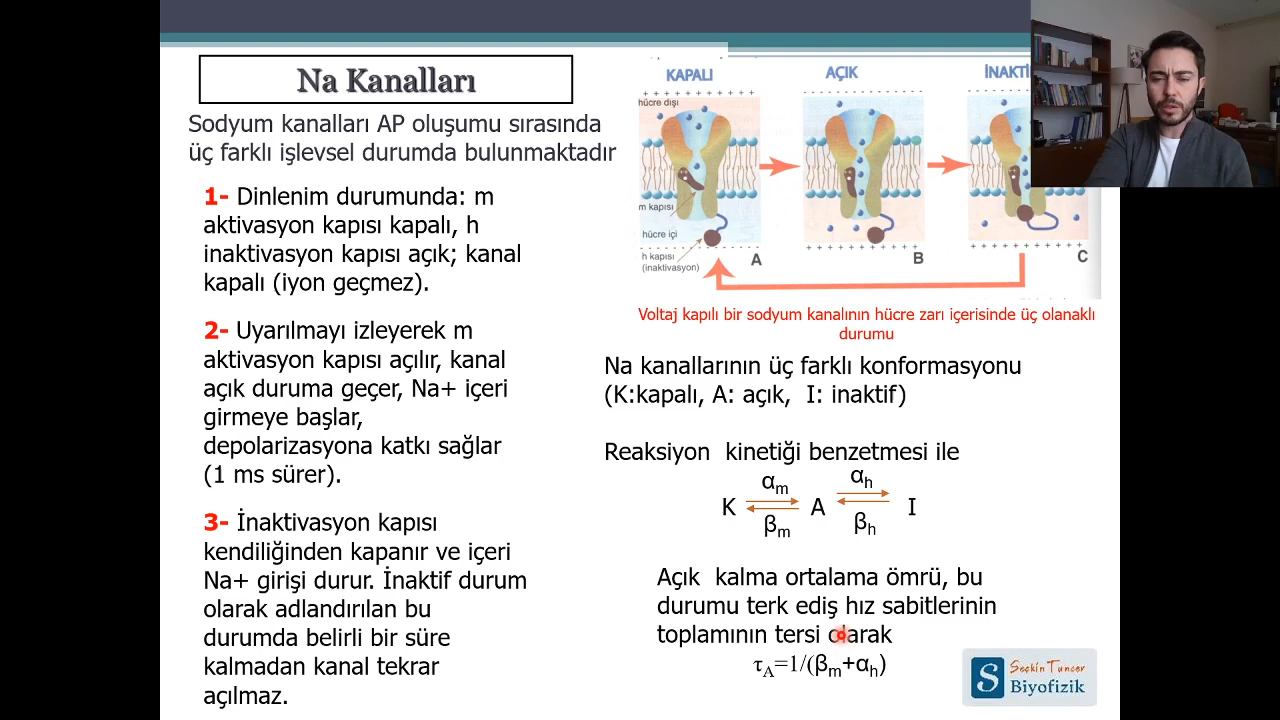 Na Kanalları
Sodyum kanalları AP oluşumu sırasında
üç farklı işlevsel durumda bulunmaktadır
1- Dinlenim durumunda: m
aktivasyon kapısı kapalı, h
inaktivasyon kapısı açık; kanal
kapalı (iyon geçmez).
2- Uyarılmayı izleyerek m
aktivasyon kapısı açılır, kanal
açık duruma geçer, Na+ içeri
girmeye başlar,
depolarizasyona katkı sağlar
(1 ms sürer).
3- İnaktivasyon kapısı
kendiliğinden kapanır ve içeri
Na+ girişi durur. İnaktif durum
olarak adlandırılan bu
durumda belirli bir süre
kalmadan kanal tekrar
açılmaz.
KAPALI AÇIK
hücre dışı
m kapısı
hücre içi
h kapısı
(inaktivasyon)
A B C
Voltaj kapılı bir sodyum kanalının hücre zarı içerisinde üç olanaklı
durumu
Na kanallarının üç farklı konformasyonu
(K:kapalı, A: açık, I: inaktif)
Reaksiyon kinetiği benzetmesi ile
αm αh
K A I
βm βh
Açık kalma ortalama ömrü, bu
durumu terk ediş hız sabitlerinin
toplamının tersi olarak
τA=1/(βm+αh)
S Seçkin Tuncer
Biyofizik